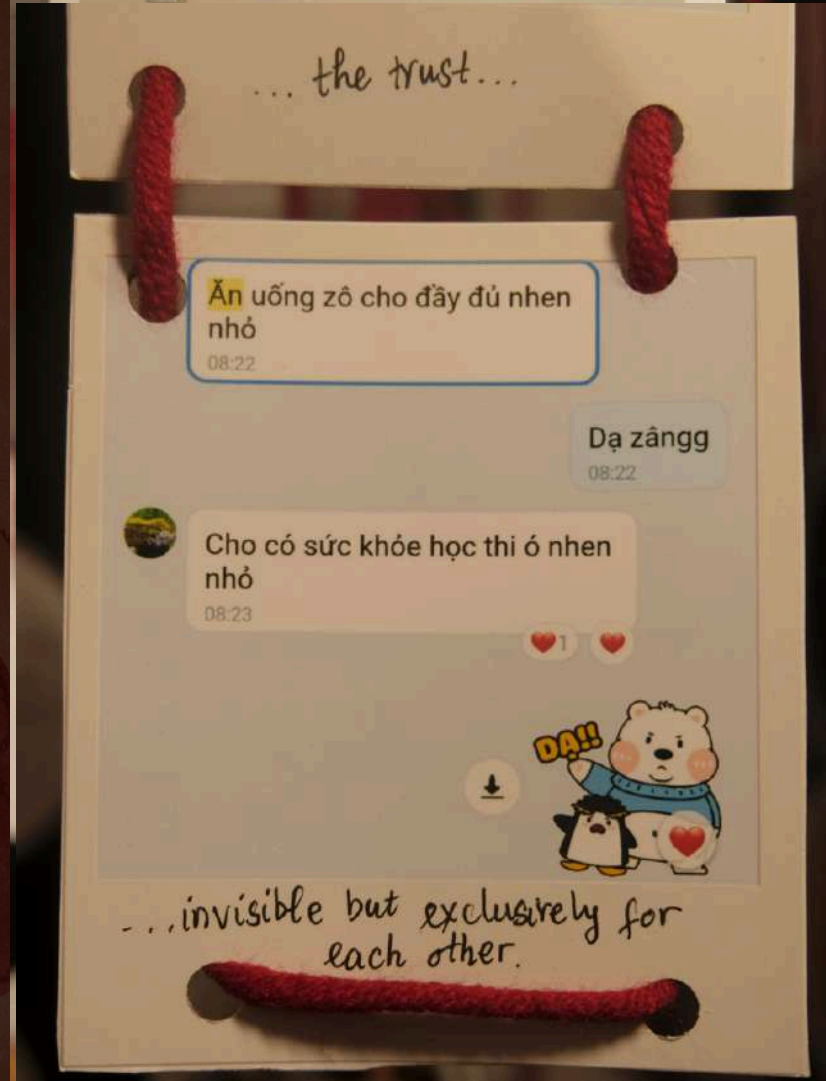 ... the trust...
Ăn uống zô cho đầy đủ nhen
nhỏ
08:22
Dạ zângg
08:22
Cho có sức khỏe học thi ó nhen
nhỏ
08:23
1
DẠ!!
...invisible but exclusively for
each other.